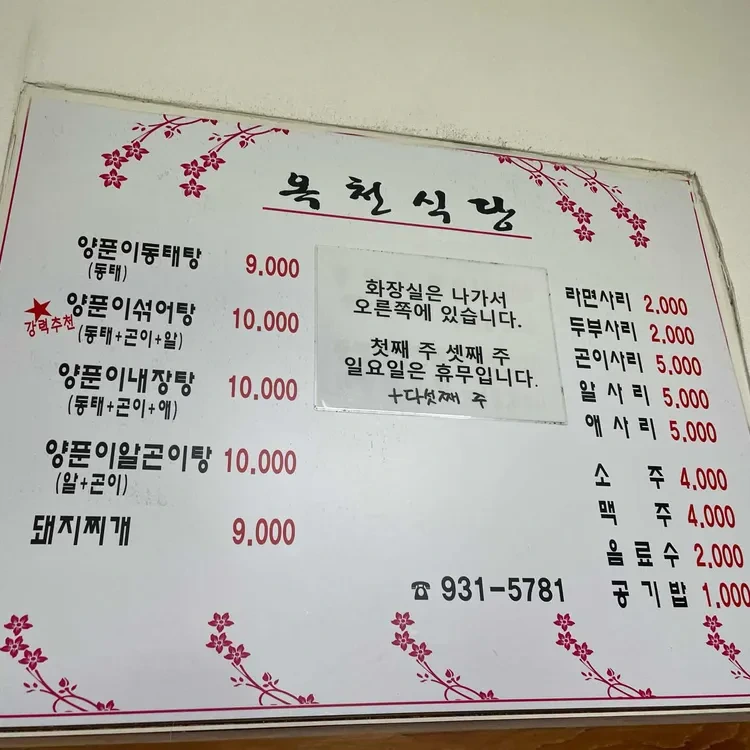 옥천식당
양푼이동태탕 9.000
(동태)
강력추천
양푼이섞어탕 10.000
(동태+곤이+알)
양푼이내장탕 10.000
(동태+곤이+애)
양푼이알곤이탕 10.000
(알+곤이)
돼지찌개 9.000
화장실은 나가서
오른쪽에 있습니다.
첫째 주 셋째 주
일요일은 휴무입니다.
+다섯째 주
라면사리 2,000
두부사리 2,000
곤이사리 5,000
알 사 리 5,000
애 사 리 5,000
소 주 4,000
맥 주 4,000
음 료 수 2,000
공 기 밥 1,000
☎ 931-5781